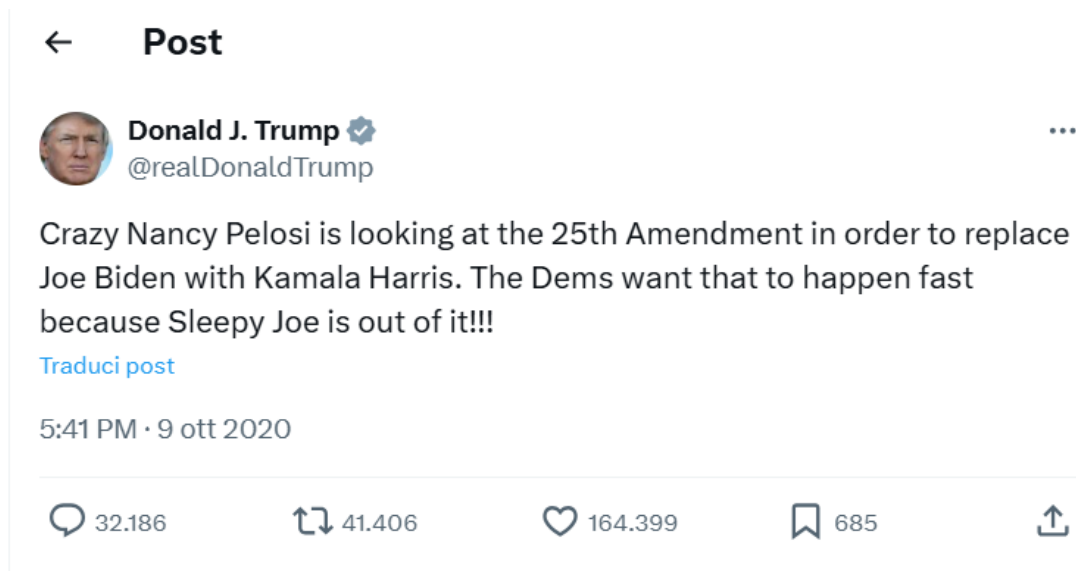 Post
Donald J. Trump
@realDonaldTrump
Crazy Nancy Pelosi is looking at the 25th Amendment in order to replace
Joe Biden with Kamala Harris. The Dems want that to happen fast
because Sleepy Joe is out of it!!!
Traduci post
5:41 PM · 9 ott 2020
32.186 41.406 164.399 685